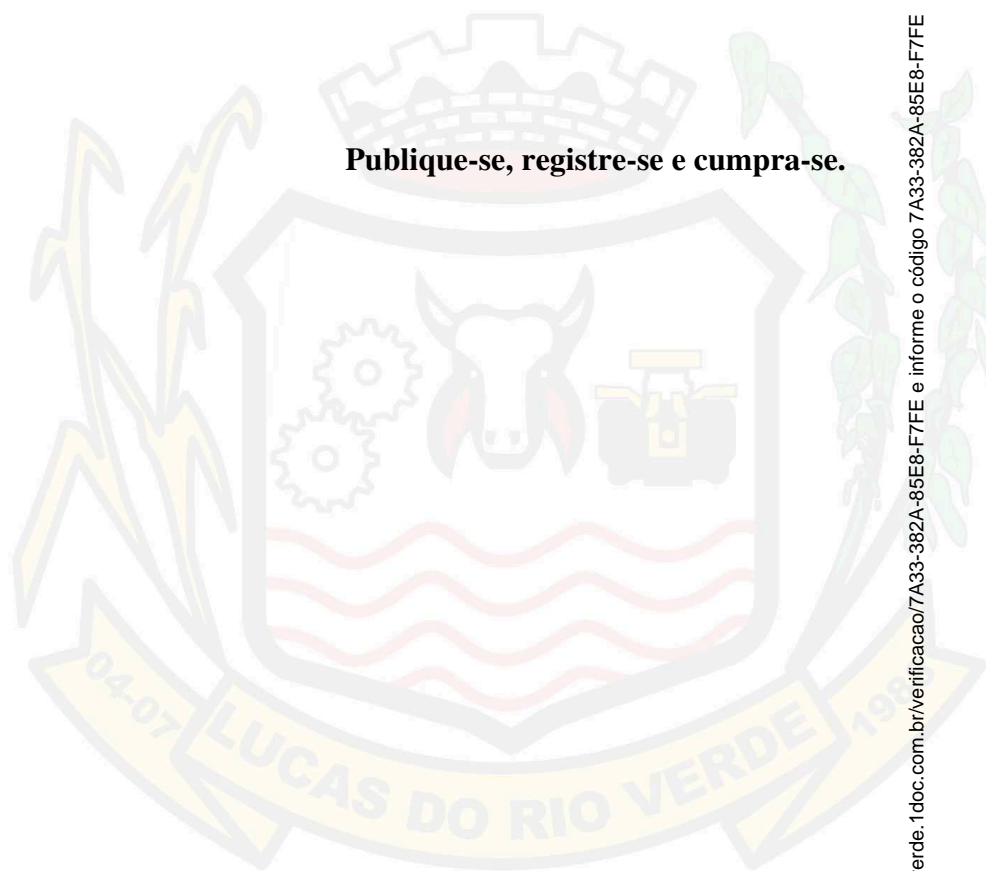 Publique-se, registre-se e cumpra-se.
04-07
LUCAS DO RIO VERDE
1988
erde.1doc.com.br/verificacao/7A33-382A-85E8-F7FE e informe o código 7A33-382A-85E8-F7FE